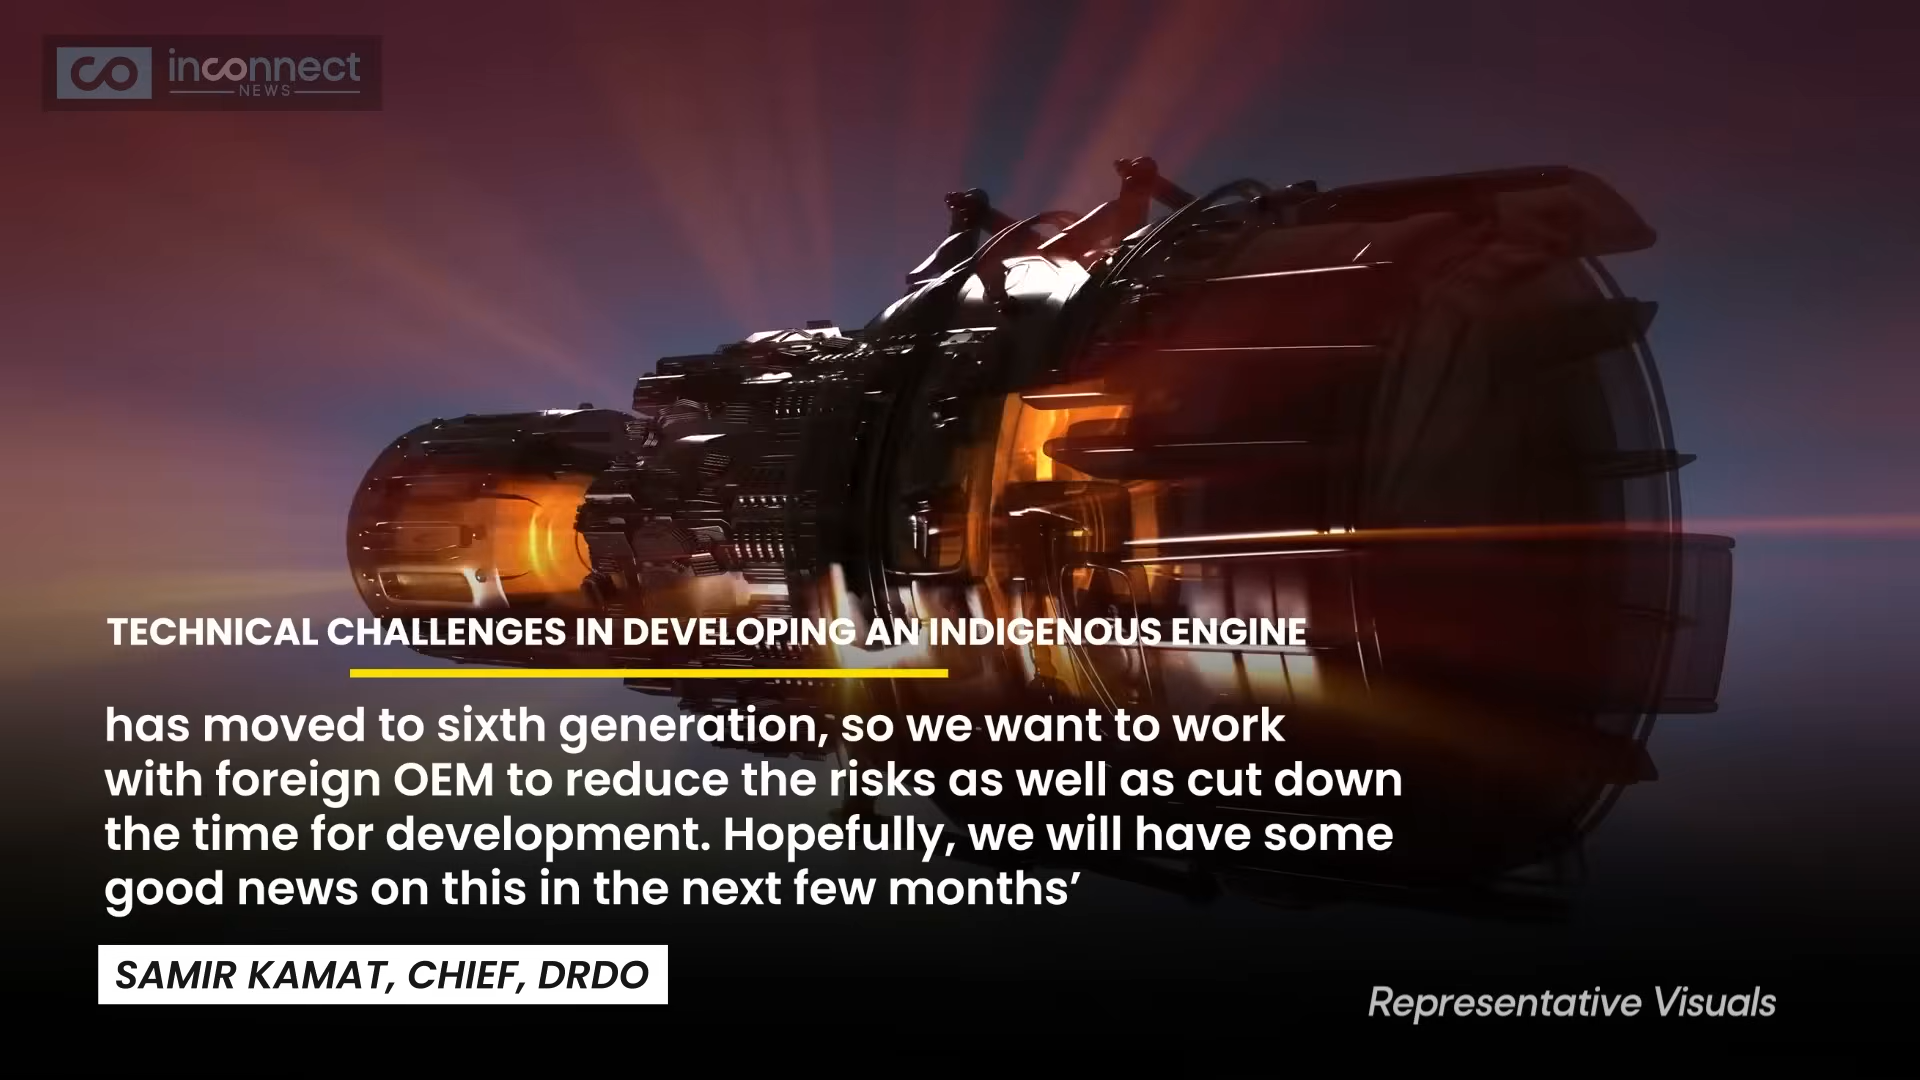 inconnect
NEWS
TECHNICAL CHALLENGES IN DEVELOPING AN INDIGENOUS ENGINE
has moved to sixth generation, so we want to work
with foreign OEM to reduce the risks as well as cut down
the time for development. Hopefully, we will have some
good news on this in the next few months’
SAMIR KAMAT, CHIEF, DRDO
Representative Visuals